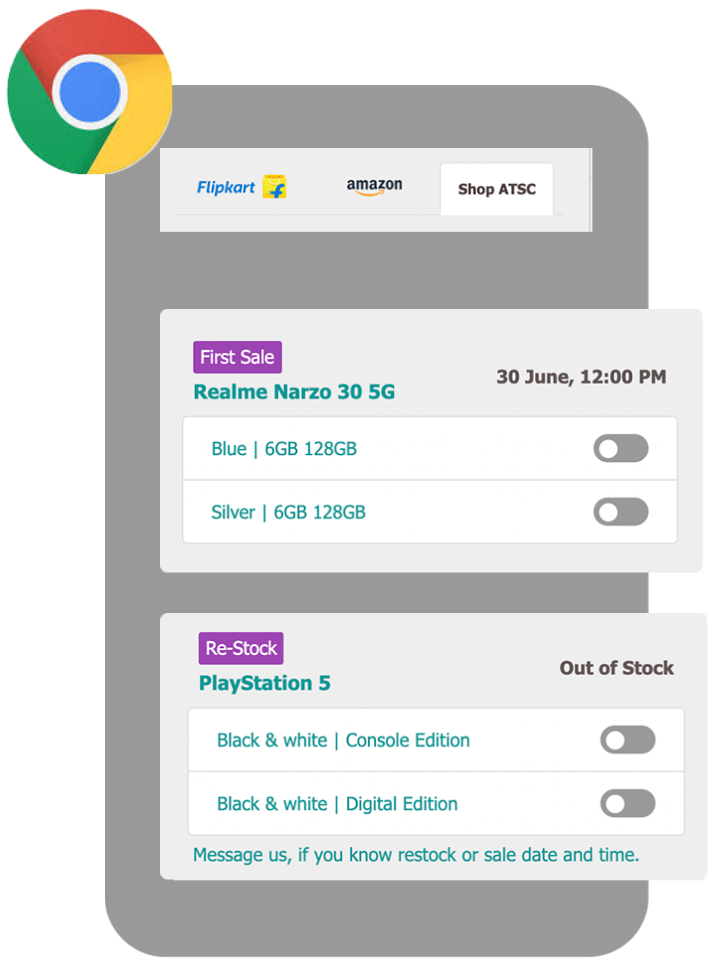 Flipkart amazon Shop ATSC
First Sale
Realme Narzo 30 5G
30 June, 12:00 PM
Blue | 6GB 128GB
Silver | 6GB 128GB
Re-Stock
PlayStation 5
Out of Stock
Black & white | Console Edition
Black & white | Digital Edition
Message us, if you know restock or sale date and time.